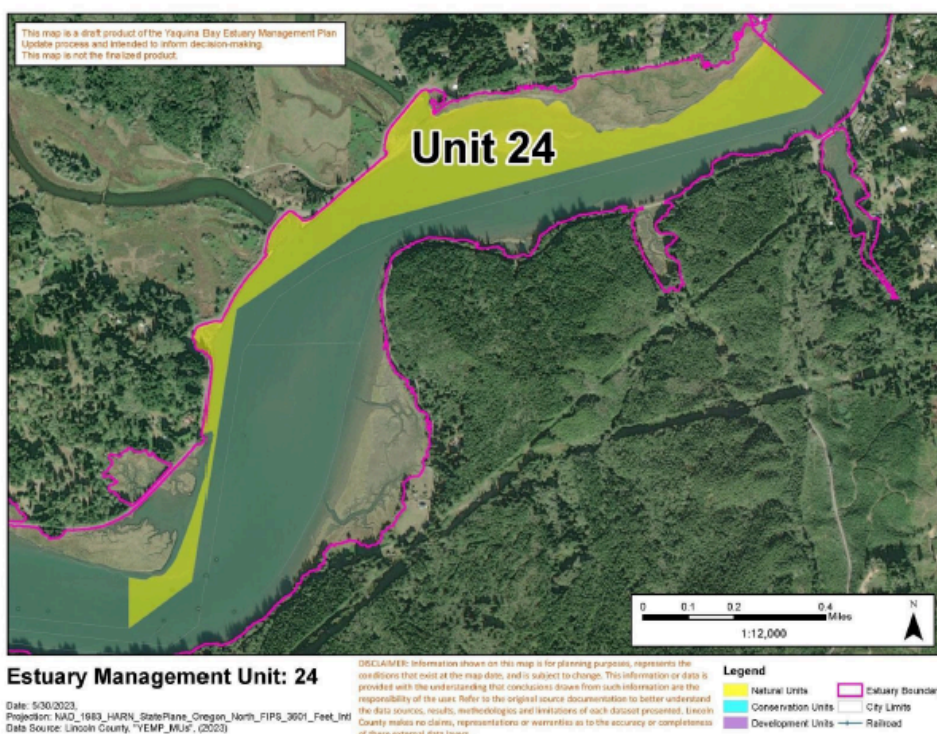 This map is a draft product of the Yaquina Bay Estuary Management Plan
Update process and intended to inform decision-making.
This map is not the finalized product.
Unit 24
0 0.1 0.2 0.4
Miles
1:12,000
N
Estuary Management Unit: 24
Date: 5/30/2023,
Projection: NAD_1983_HARN_StatePlane_Oregon_North_FIPS_3601_Feet_Intl
Data Source: Lincoln County, "YEMP_MUs", (2023)
DISCLAIMER: Information shown on this map is for planning purposes, represents the
conditions that exist at the map date, and is subject to change. This information or data is
provided with the understanding that conclusions drawn from such information are the
responsibility of the user. Refer to the original source documentation to better understand
the data sources, results, methodologies and limitations of each dataset presented. Lincoln
County makes no claims, representations or warranties as to the accuracy or completeness
of these external data layers.
Legend
Natural Units
Conservation Units
Development Units
Estuary Boundar
City Limits
Railroad